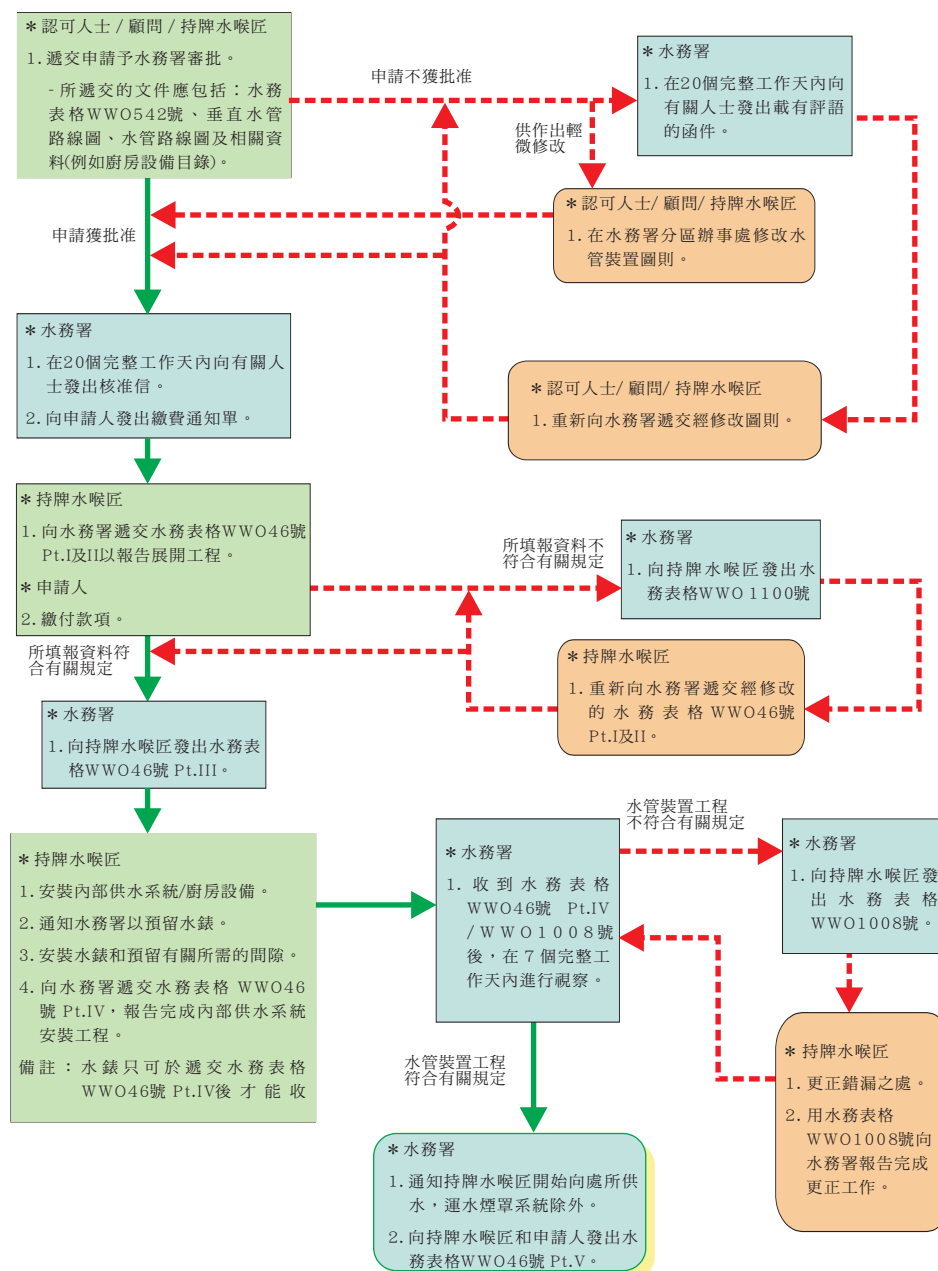 ＊認可人士 / 顧問 / 持牌水喉匠
1. 遞交申請予水務署審批。
- 所遞交的文件應包括：水務
表格WWO542號、垂直水管
路線圖、水管路線圖及相關資
料(例如廚房設備目錄)。
申請不獲批准
＊水務署
1. 在20個完整工作天內向
有關人士發出載有評語
的函件。
供作出輕
微修改
＊認可人士/ 顧問/ 持牌水喉匠
1. 在水務署分區辦事處修改水
管裝置圖則。
申請獲批准
＊水務署
1. 在20個完整工作天內向有關人
士發出核准信。
2. 向申請人發出繳費通知單。
＊認可人士/ 顧問/ 持牌水喉匠
1. 重新向水務署遞交經修改圖則。
＊持牌水喉匠
1. 向水務署遞交水務表格WWO46號
Pt.I及II以報告展開工程。
＊申請人
2. 繳付款項。
所填報資料不
符合有關規定
＊水務署
1. 向持牌水喉匠發出水
務表格WWO 1100號
所填報資料符
合有關規定
＊持牌水喉匠
1. 重新向水務署遞交經修改
的水務表格WWO46號
Pt.I及II。
＊水務署
1. 向持牌水喉匠發出水務表
格WWO46號 Pt.III。
＊持牌水喉匠
1. 安裝內部供水系統/廚房設備。
2. 通知水務署以預留水錶。
3. 安裝水錶和預留有關所需的間隙。
4. 向水務署遞交水務表格 WWO46
號 Pt.IV，報告完成內部供水系統
安裝工程。
備註：水錶只可於遞交水務表格
WWO46號 Pt.IV後才能收
＊水務署
1. 收到水務表格
WWO46號 Pt.IV
/WWO1008號
後，在7個完整工
作天內進行視察。
水管裝置工程
不符合有關規定
＊水務署
1. 向持牌水喉匠發
出水務表格
WWO1008號。
＊持牌水喉匠
1. 更正錯漏之處。
2. 用水務表格
WWO1008號向
水務署報告完成
更正工作。
水管裝置工程
符合有關規定
＊水務署
1. 通知持牌水喉匠開始向處所供
水，運水煙罩系統除外。
2. 向持牌水喉匠和申請人發出水
務表格WWO46號 Pt.V。